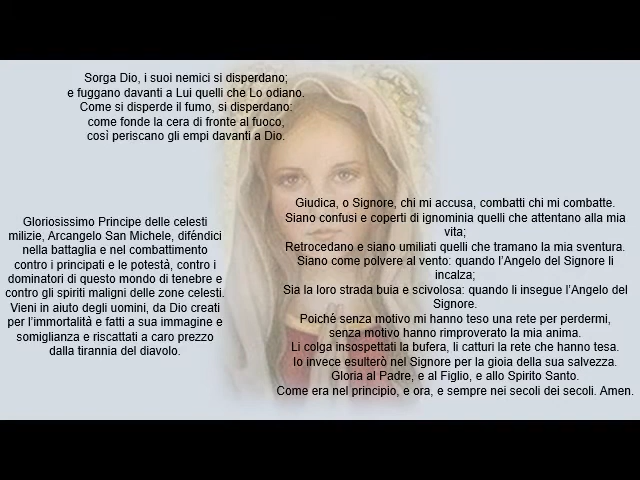 Sorga Dio, i suoi nemici si disperdano;
e fuggano davanti a Lui quelli che Lo odiano.
Come si disperde il fumo, si disperdano:
come fonde la cera di fronte al fuoco,
così periscano gli empi davanti a Dio.
Gloriosissimo Principe delle celesti
milizie, Arcangelo San Michele, diféndici
nella battaglia e nel combattimento
contro i principati e le potestà, contro i
dominatori di questo mondo di tenebre e
contro gli spiriti maligni delle zone celesti.
Vieni in aiuto degli uomini, da Dio creati
per l'immortalità e fatti a sua immagine e
somiglianza e riscattati a caro prezzo
dalla tirannia del diavolo.
Giudica, o Signore, chi mi accusa, combatti chi mi combatte.
Siano confusi e coperti di ignominia quelli che attentano alla mia
vita;
Retrocedano e siano umiliati quelli che tramano la mia sventura.
Siano come polvere al vento: quando l'Angelo del Signore li
incalza;
Sia la loro strada buia e scivolosa: quando li insegue l'Angelo del
Signore.
Poiché senza motivo mi hanno teso una rete per perdermi,
senza motivo hanno rimproverato la mia anima.
Li colga insospettati la bufera, li catturi la rete che hanno tesa.
Io invece esulterò nel Signore per la gioia della sua salvezza.
Gloria al Padre, e al Figlio, e allo Spirito Santo.
Come era nel principio, e ora, e sempre nei secoli dei secoli. Amen.